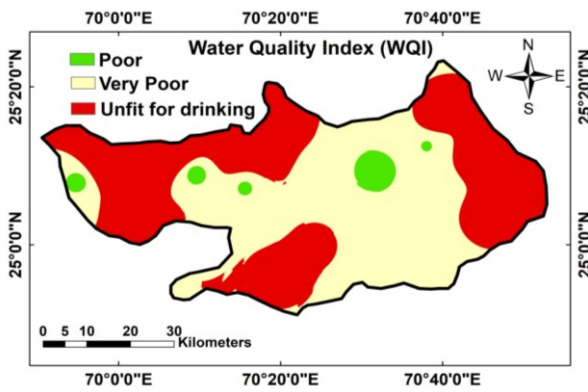 70°0'0"E 70°20'0"E 70°40'0"E
Water Quality Index (WQI)
Poor
Very Poor
Unfit for drinking
N
W E
S
25°20'0"N 25°20'0"N
25°0'0"N 25°0'0"N
0 5 10 20 30
Kilometers
70°0'0"E 70°20'0"E 70°40'0"E